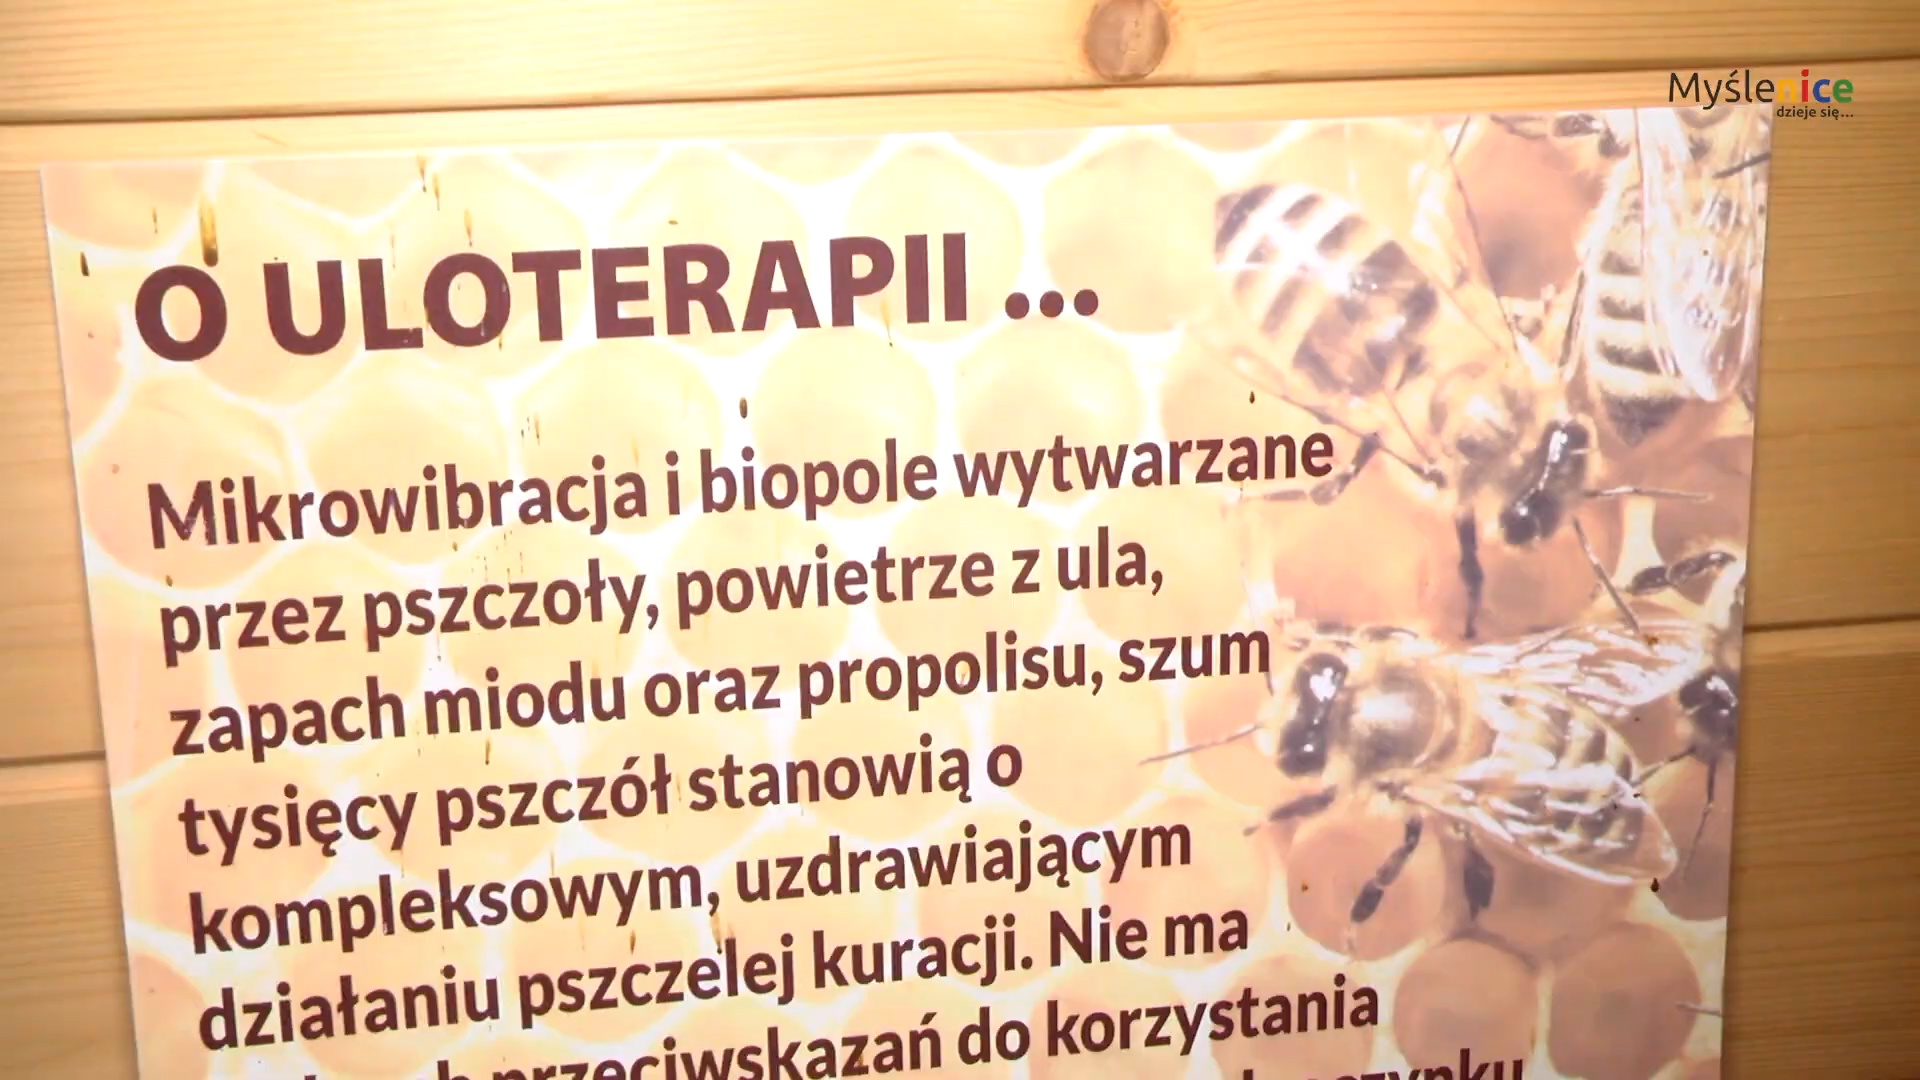 Myślenice
dzieje się...
O ULOTERAPII ...
Mikrowibracja i biopole wytwarzane
przez pszczoły, powietrze z ula,
zapach miodu oraz propolisu, szum
tysięcy pszczół stanowią o
kompleksowym, uzdrawiającym
działaniu pszczelej kuracji. Nie ma
przeciwskazań do korzystania